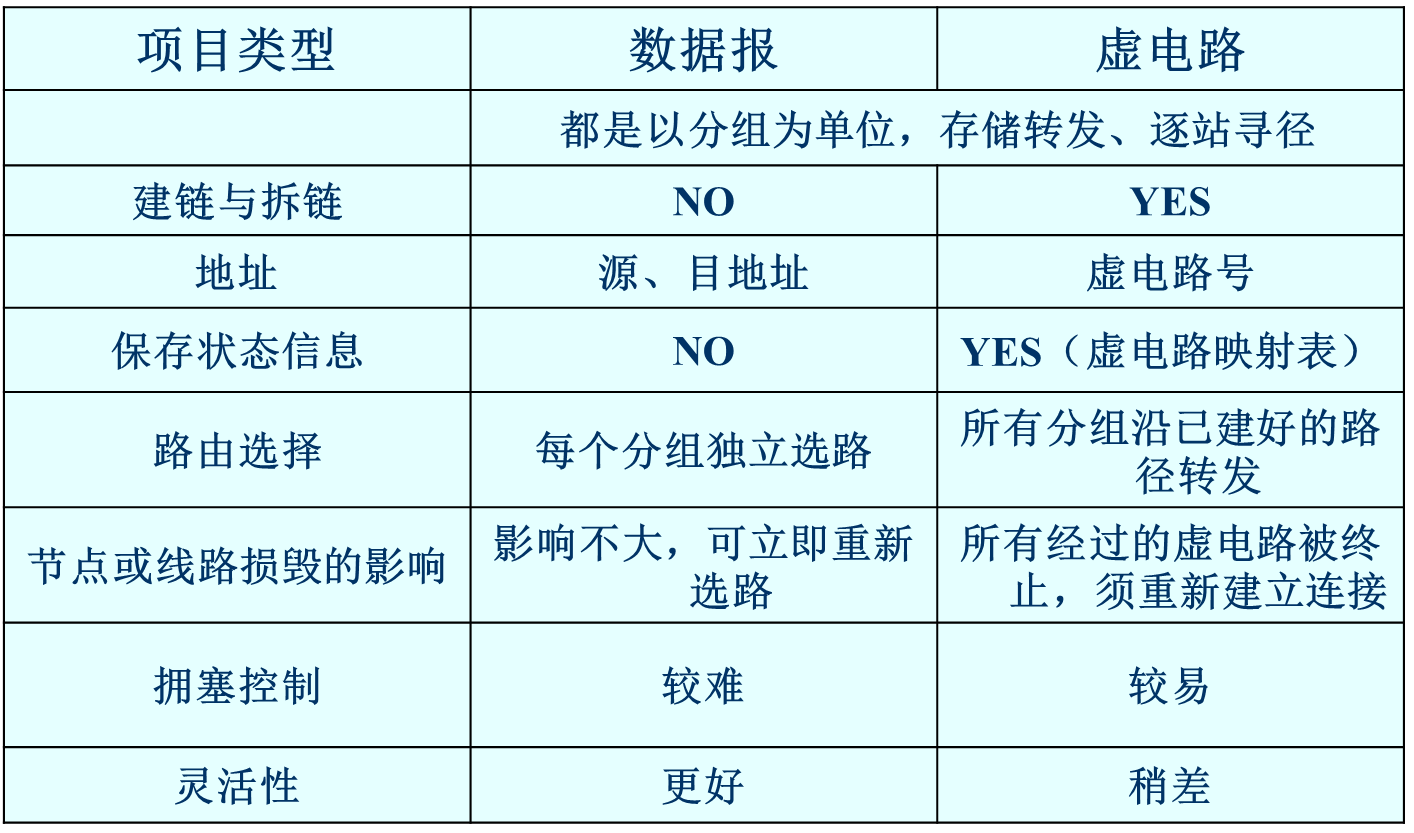 项目类型 数据报 虚电路
都是以分组为单位，存储转发、逐站寻径
建链与拆链 NO YES
地址 源、目地址 虚电路号
保存状态信息 NO YES（虚电路映射表）
路由选择 每个分组独立选路 所有分组沿已建好的路
径转发
节点或线路损毁的影响 影响不大，可立即重新
选路 所有经过的虚电路被终
止，须重新建立连接
拥塞控制 较难 较易
灵活性 更好 稍差